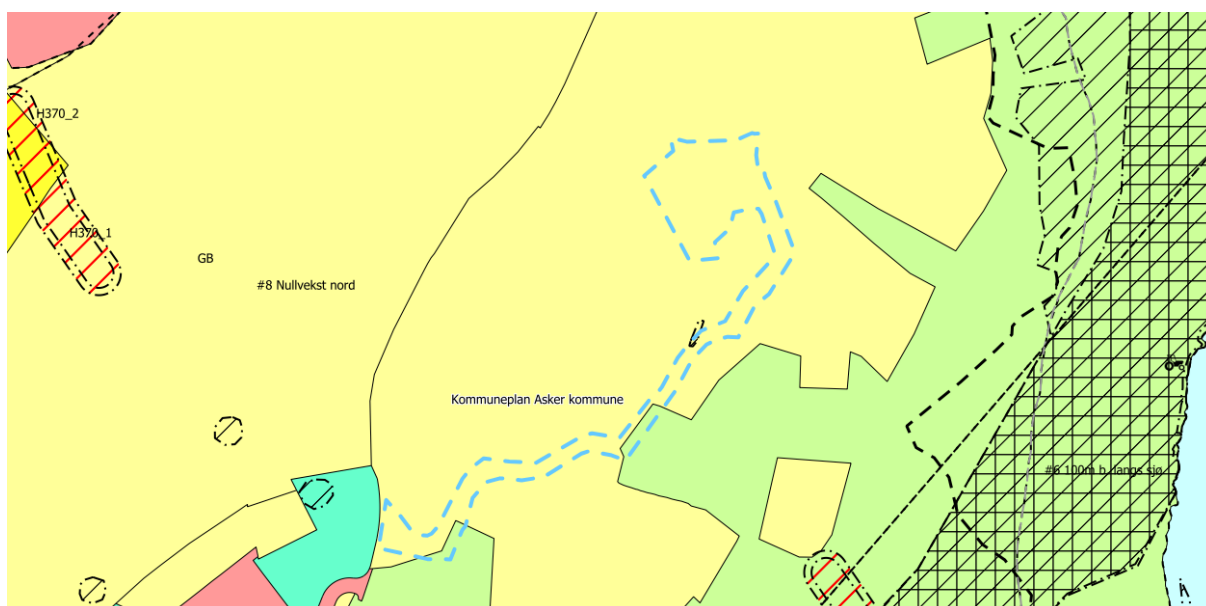 H370_2
H370_1
GB
#8 Nullvekst nord
Kommuneplan Asker kommune
#6 100m b. langs sjø